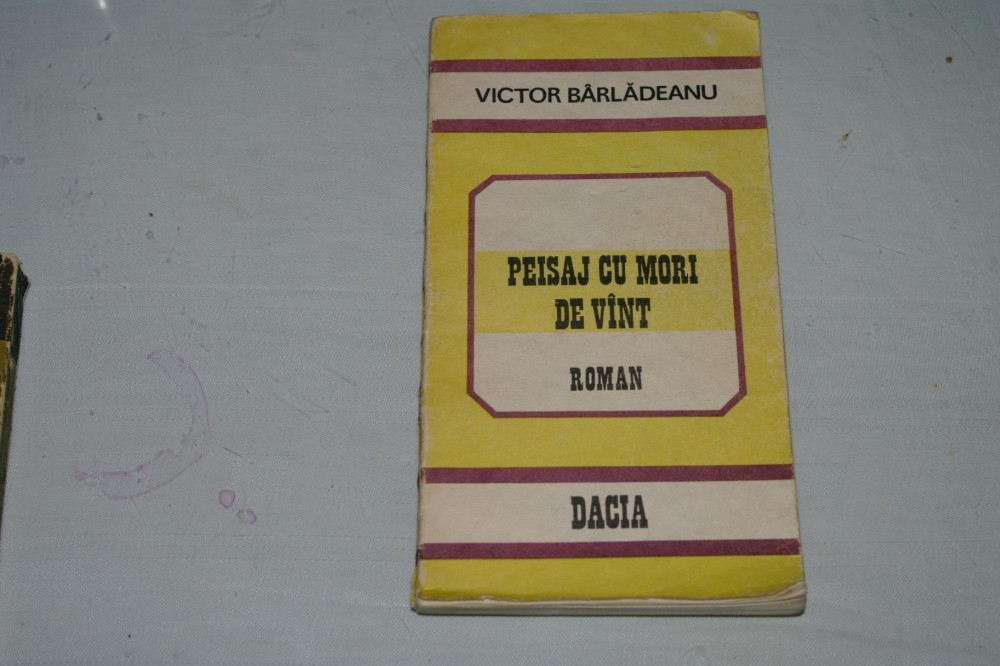 VICTOR BÂRLĂDEANU
PEISAJ CU MORI
DE VÎNT
ROMAN
DACIA